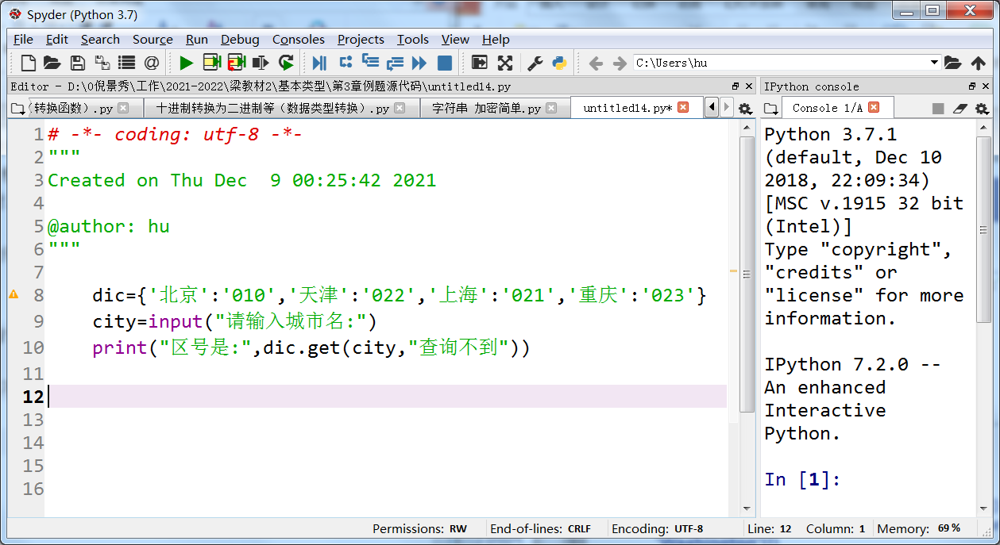 Spyder (Python 3.7)
File Edit Search Source Run Debug Consoles Projects Tools View Help
C:\Users\hu
Editor - D:\0倪景秀\工作\2021-2022\梁教材2\基本类型\第3章例题源代码\untitled14.py
IPython console
(转换函数).py
十进制转换为二进制等（数据类型转换）.py
字符串 加密简单.py
untitled14.py*
Console 1/A
1 # -*- coding: utf-8 -*-
2 """
3 Created on Thu Dec  9 00:25:42 2021
4
5 @author: hu
6 """
7
8 dic={'北京':'010','天津':'022','上海':'021','重庆':'023'}
9 city=input("请输入城市名:")
10 print("区号是:",dic.get(city,"查询不到"))
11
12
13
14
15
16
Python 3.7.1
(default, Dec 10
2018, 22:09:34)
[MSC v.1915 32 bit
(Intel)]
Type "copyright",
"credits" or
"license" for more
information.
IPython 7.2.0 --
An enhanced
Interactive
Python.
In [1]:
Permissions: RW End-of-lines: CRLF Encoding: UTF-8 Line: 12 Column: 1 Memory: 69 %